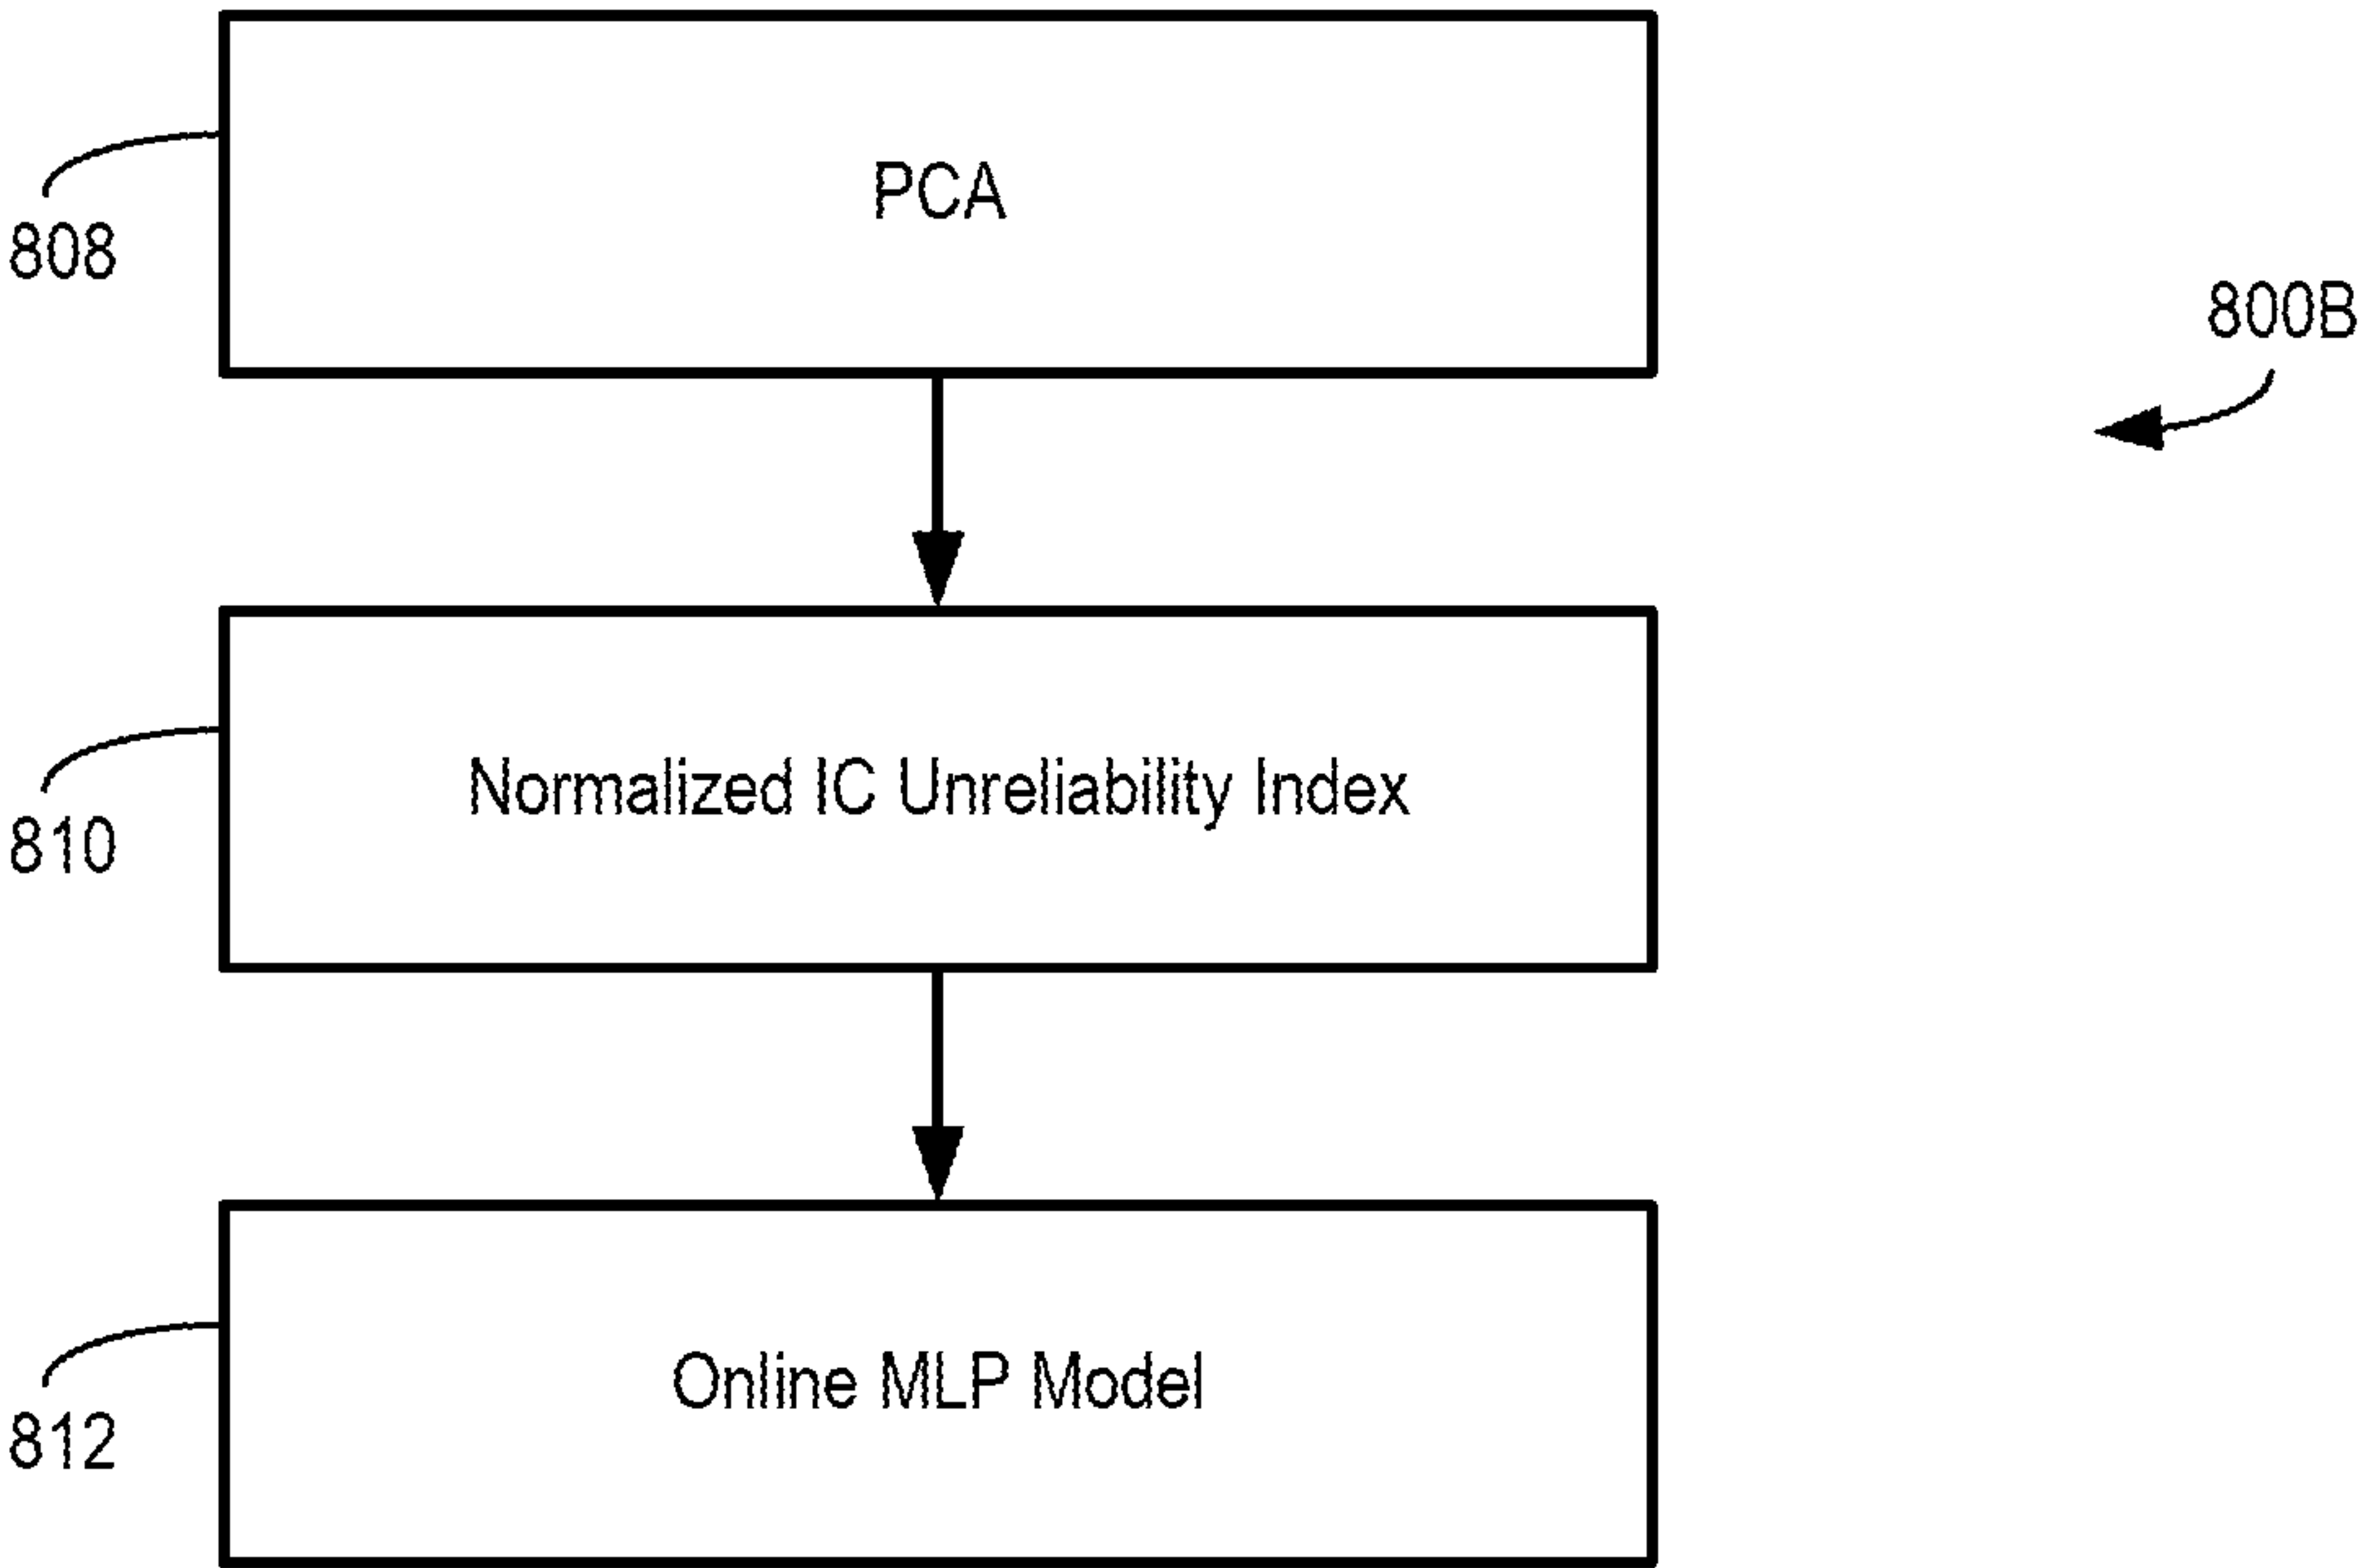 PCA
808
800B
Normalized IC Unreliability Index
810
Online MLP Model
812